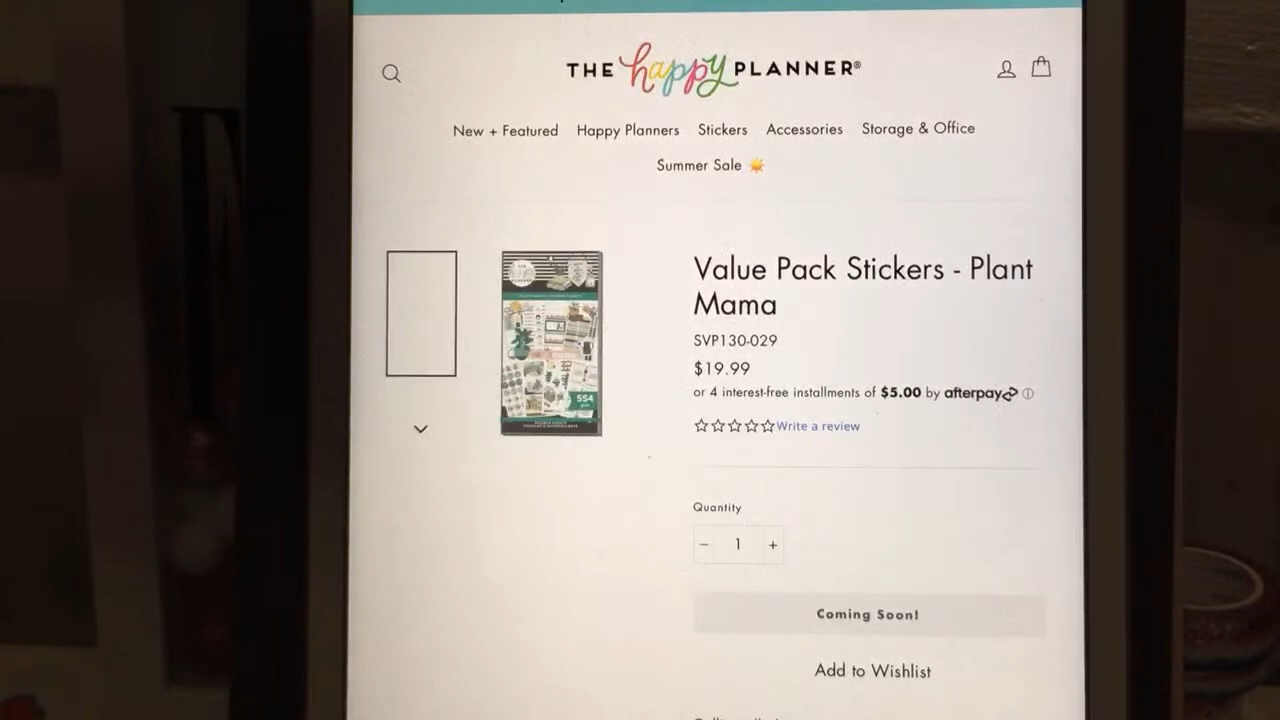 THE happy PLANNER®
New + Featured Happy Planners Stickers Accessories Storage & Office
Summer Sale
Value Pack Stickers - Plant
Mama
SVP130-029
$19.99
or 4 interest-free installments of $5.00 by afterpay
Write a review
554
Quantity
− 1 +
Coming Soon!
Add to Wishlist